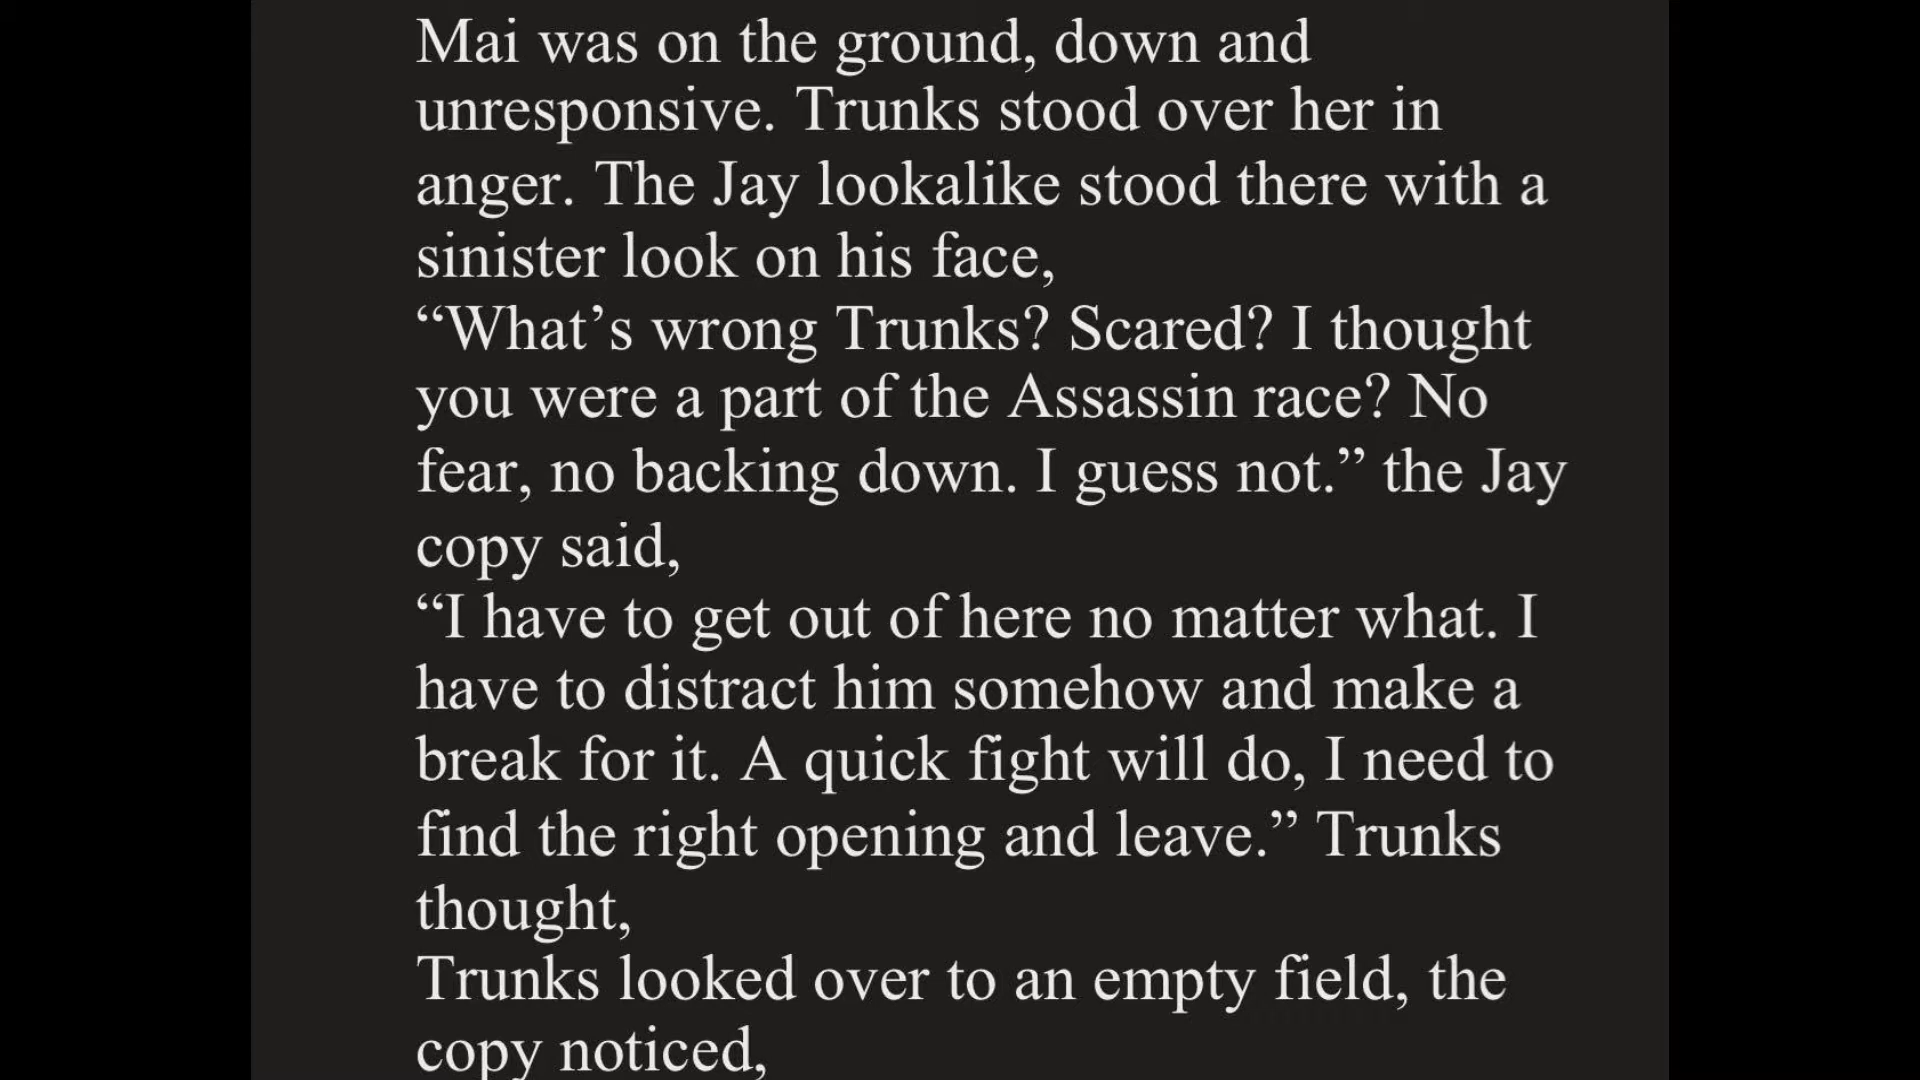 Mai was on the ground, down and
unresponsive. Trunks stood over her in
anger. The Jay lookalike stood there with a
sinister look on his face,
“What’s wrong Trunks? Scared? I thought
you were a part of the Assassin race? No
fear, no backing down. I guess not.” the Jay
copy said,
“I have to get out of here no matter what. I
have to distract him somehow and make a
break for it. A quick fight will do, I need to
find the right opening and leave.” Trunks
thought,
Trunks looked over to an empty field, the
copy noticed,